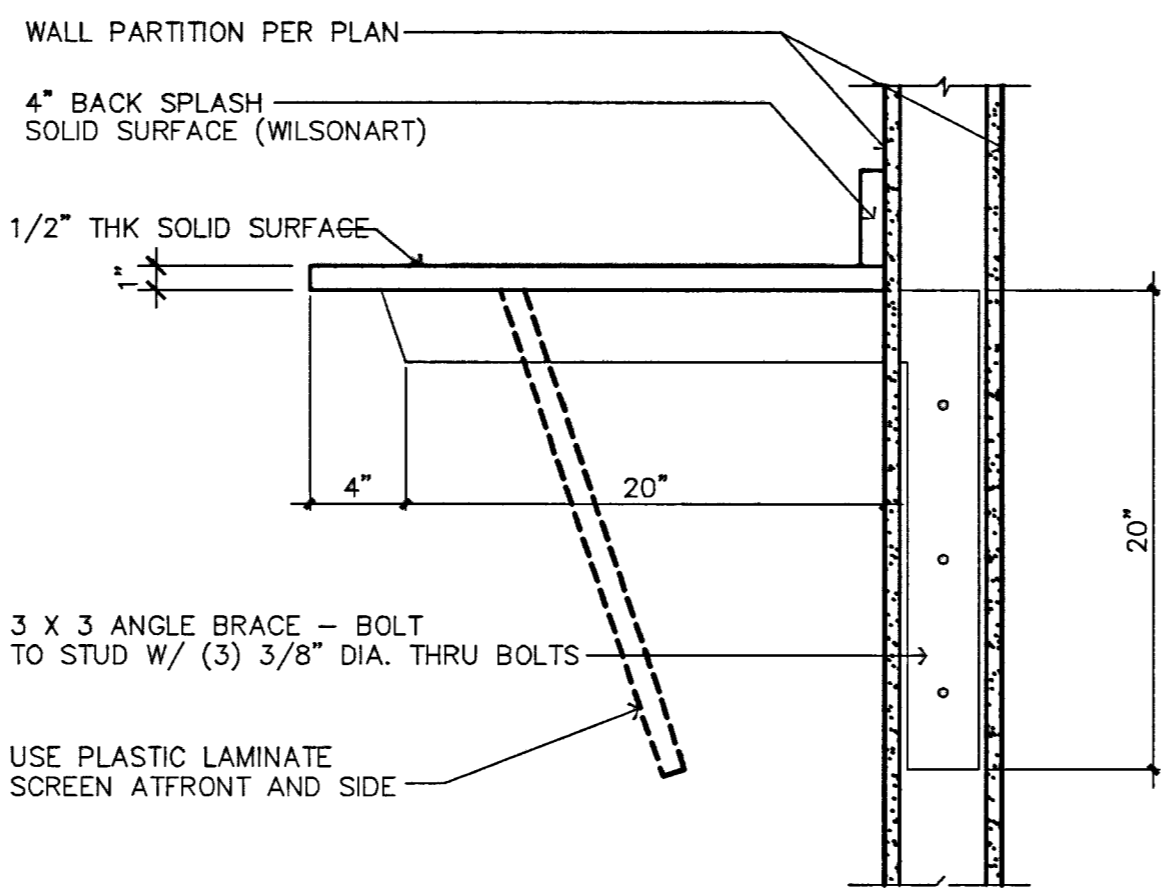 WALL PARTITION PER PLAN
4" BACK SPLASH
SOLID SURFACE (WILSONART)
1/2" THK SOLID SURFACE
1"
4"
20"
20"
3 X 3 ANGLE BRACE – BOLT
TO STUD W/ (3) 3/8" DIA. THRU BOLTS
USE PLASTIC LAMINATE
SCREEN ATFRONT AND SIDE